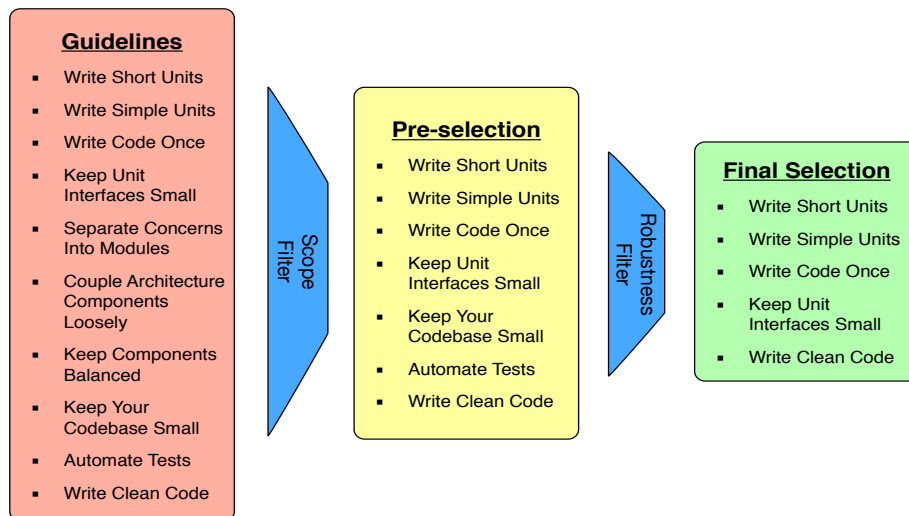 Guidelines
▪ Write Short Units
▪ Write Simple Units
▪ Write Code Once
▪ Keep Unit
Interfaces Small
▪ Separate Concerns
Into Modules
▪ Couple Architecture
Components
Loosely
▪ Keep Components
Balanced
▪ Keep Your
Codebase Small
▪ Automate Tests
▪ Write Clean Code
Scope
Filter
Pre-selection
▪ Write Short Units
▪ Write Simple Units
▪ Write Code Once
▪ Keep Unit
Interfaces Small
▪ Keep Your
Codebase Small
▪ Automate Tests
▪ Write Clean Code
Robustness
Filter
Final Selection
▪ Write Short Units
▪ Write Simple Units
▪ Write Code Once
▪ Keep Unit
Interfaces Small
▪ Write Clean Code